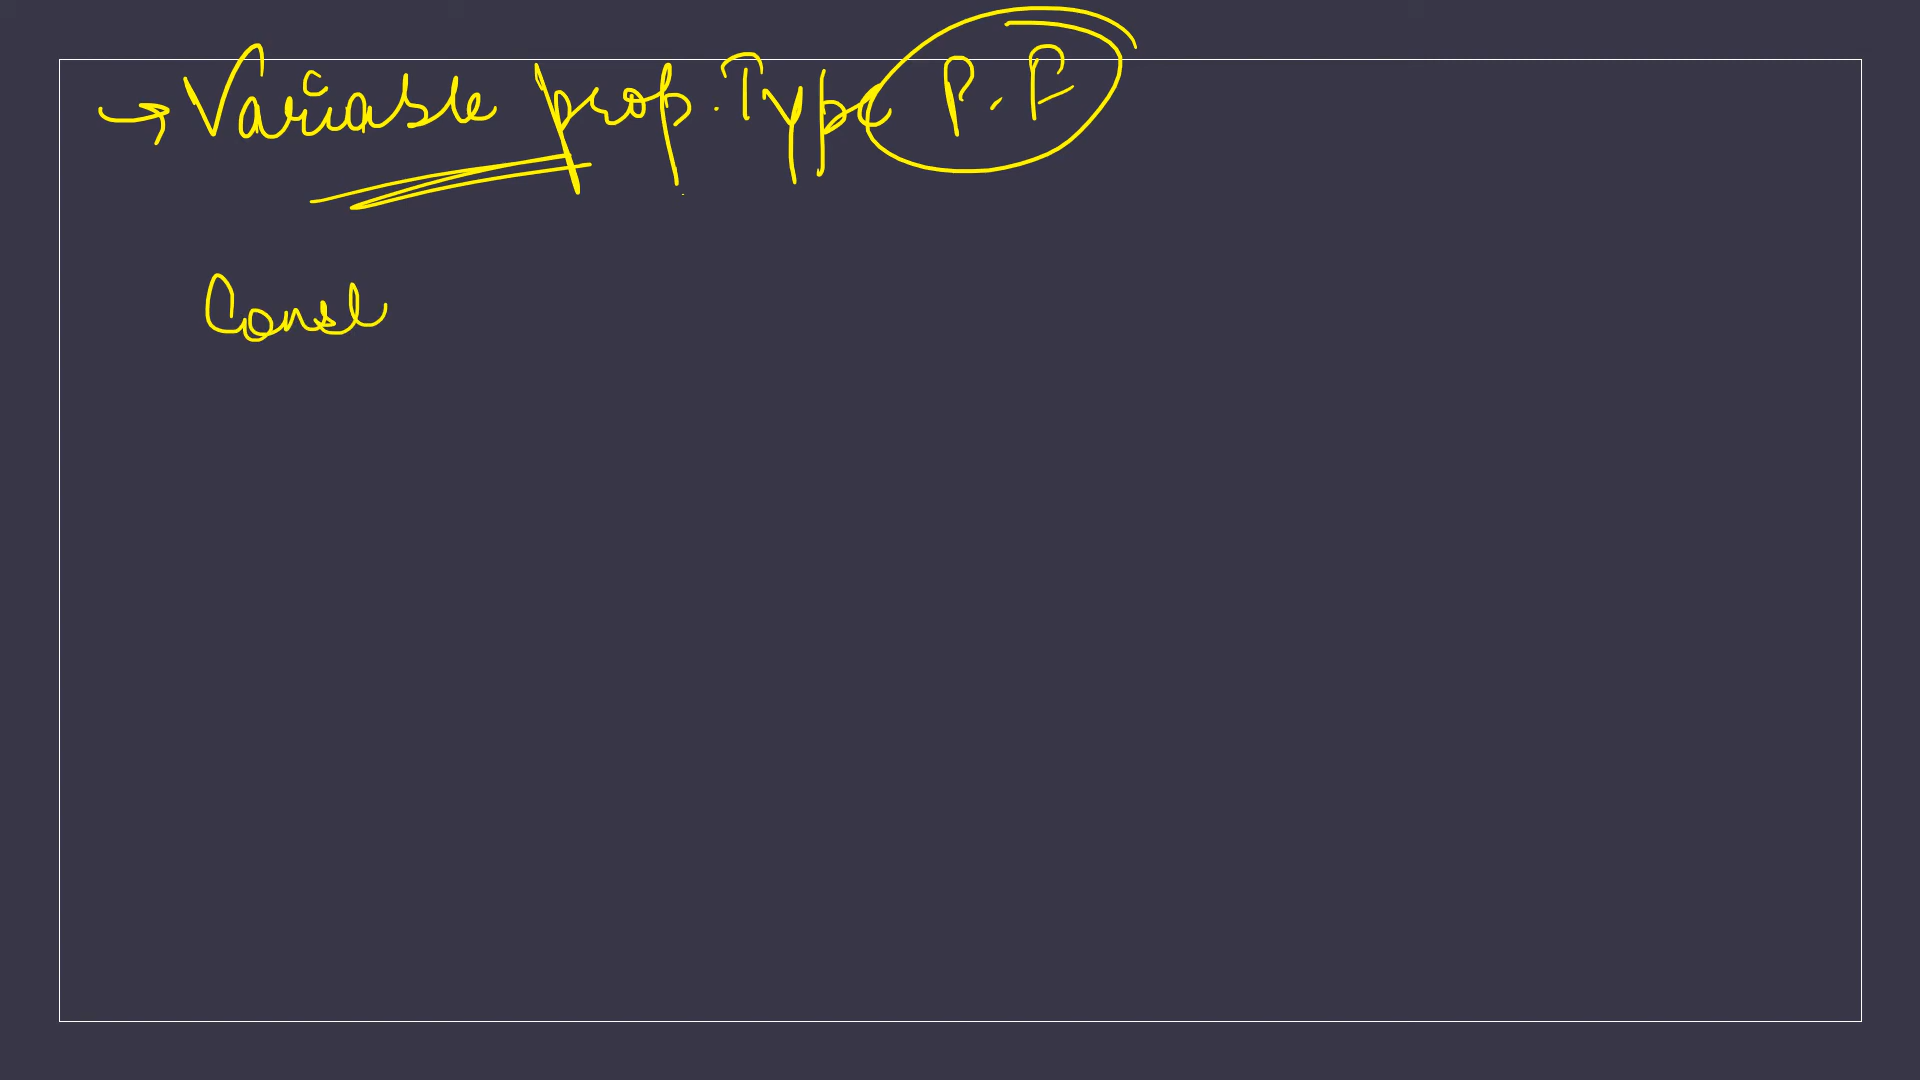 → Variable prop. Type P.F
Const